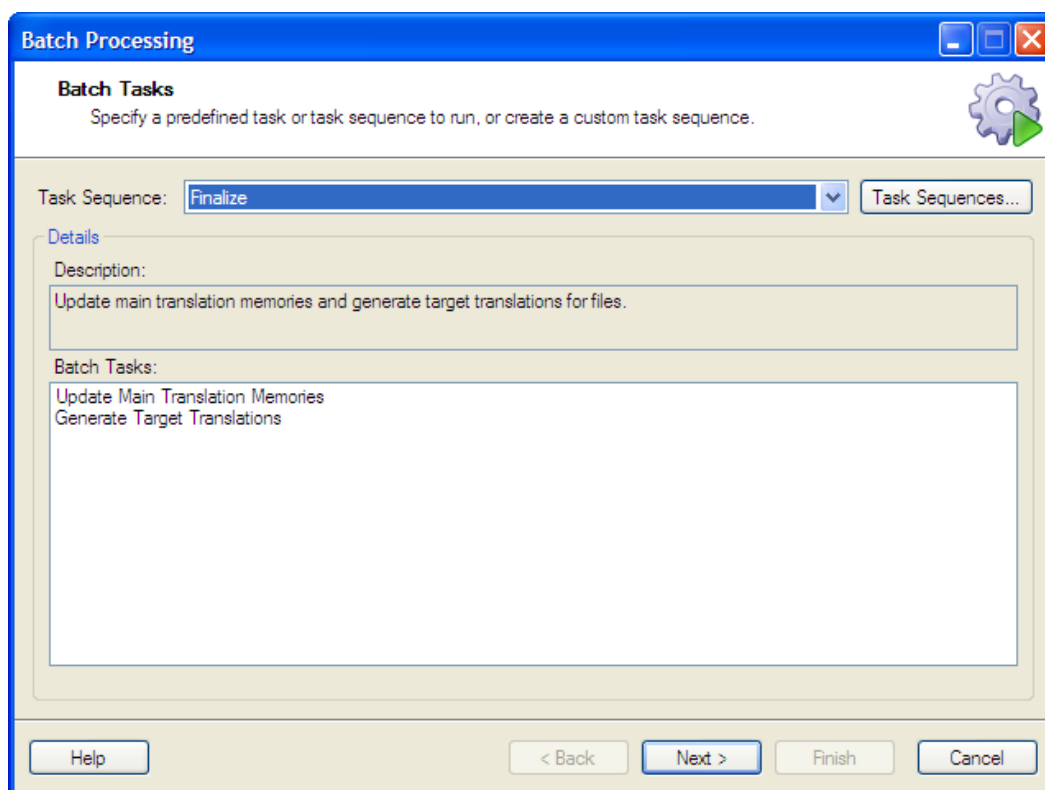 Batch Processing
Batch Tasks
Specify a predefined task or task sequence to run, or create a custom task sequence.
Task Sequence: Finalize Task Sequences...
Details
Description:
Update main translation memories and generate target translations for files.
Batch Tasks:
Update Main Translation Memories
Generate Target Translations
Help < Back Next > Finish Cancel